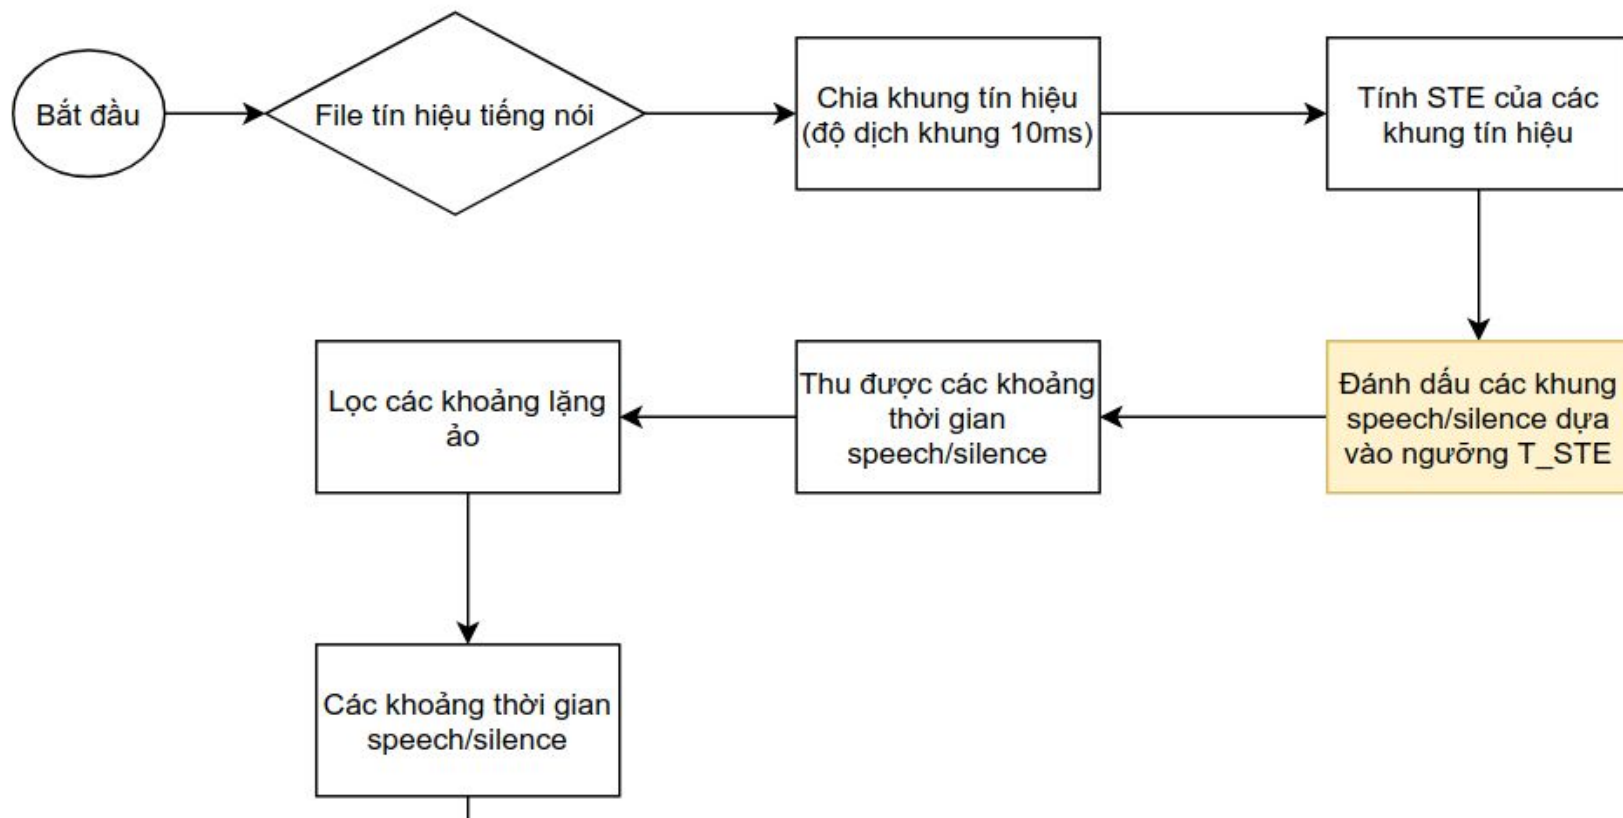 Bắt đầu
File tín hiệu tiếng nói
Chia khung tín hiệu
(độ dịch khung 10ms)
Tính STE của các
khung tín hiệu
Đánh dấu các khung
speech/silence dựa
vào ngưỡng T_STE
Thu được các khoảng
thời gian
speech/silence
Lọc các khoảng lặng
ảo
Các khoảng thời gian
speech/silence